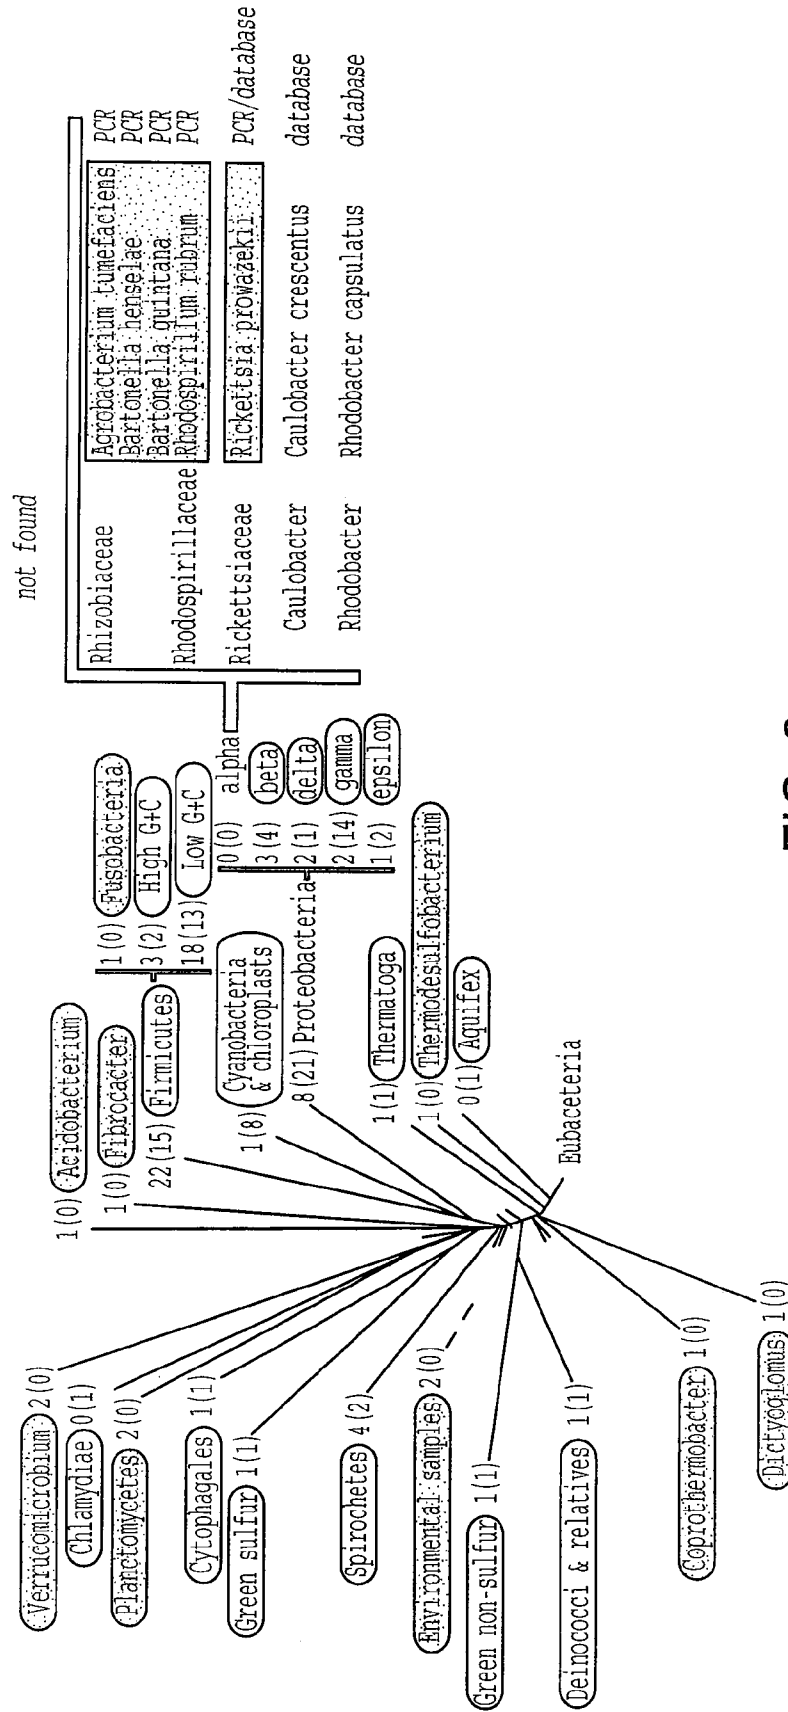 not found
Rhizobiaceae
Agrobacterium tumefaciens PCR
Bartonella henselae PCR
Bartonella quintana PCR
Rhodospirillaceae Rhodospirillum rubrum PCR
Rickettsiaceae Rickettsia prowazekii PCR/database
Caulobacter Caulobacter crescentus database
Rhodobacter Rhodobacter capsulatus database
1(0) Fusobacteria
3(2) High G+C
18(13) Low G+C
0(0) alpha
3(4) beta
2(1) delta
2(14) gamma
1(2) epsilon
1(0) Acidobacterium
1(0) Fibrocacter
22(15) Firmicutes
1(8) Cyanobacteria
& chloroplasts
8(21) Proteobacteria
1(1) Thermatoga
1(0) Thermodesulfobacterium
0(1) Aquifex
Eubaceteria
Verrucomicrobium 2(0)
Chlamydiae 0(1)
Planctomycetes 2(0)
Cytophagales 1(1)
Green sulfur 1(1)
Spirochetes 4(2)
Environmental samples 2(0)
Green non-sulfur 1(1)
Deinococci & relatives 1(1)
Coprothermobacter 1(0)
Dictyoglomus 1(0)